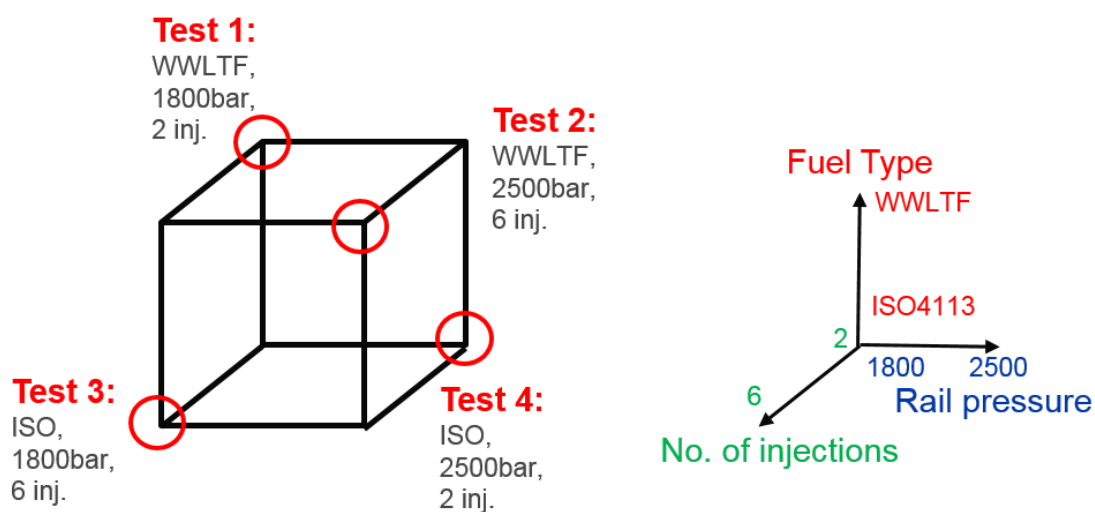 Test 1:
WWLTF,
1800bar,
2 inj.
Test 2:
WWLTF,
2500bar,
6 inj.
Test 3:
ISO,
1800bar,
6 inj.
Test 4:
ISO,
2500bar,
2 inj.
Fuel Type
WWLTF
ISO4113
2
1800 2500
Rail pressure
6
No. of injections